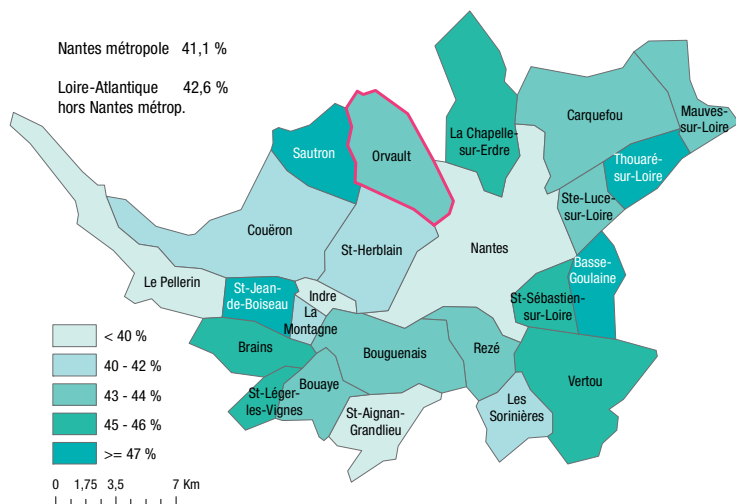 Nantes métropole 41,1 %
Loire-Atlantique 42,6 %
hors Nantes métrop.
Sautron
Orvault
La Chapelle-
sur-Erdre
Carquefou
Mauves-
sur-Loire
Thouaré-
sur-Loire
Ste-Luce-
sur-Loire
Couëron
St-Herblain
Nantes
Basse-
Goulaine
Le Pellerin
St-Jean-
de-Boiseau
Indre
La
Montagne
St-Sébastien-
sur-Loire
Brains
Bouguenais
Rezé
Vertou
St-Léger-
les-Vignes
Bouaye
St-Aignan-
Grandlieu
Les
Sorinières
< 40 %
40 - 42 %
43 - 44 %
45 - 46 %
>= 47 %
0 1,75 3,5 7 Km